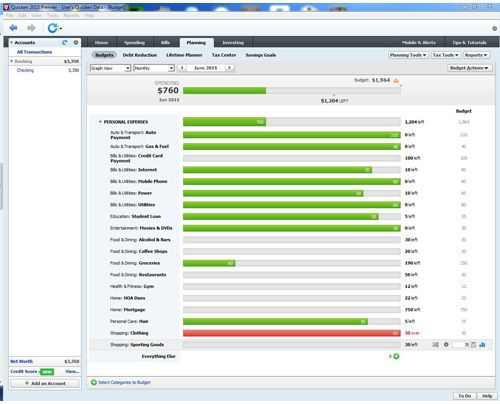 Quicken 2015 Premier - User's Quicken Data - [Budget]
File Edit View Tools Reports Help
Accounts
All Transactions
Banking $3,350
Checking 3,350
Net Worth $3,350
Credit Score NEW! View...
+ Add an Account
Home Spending Bills Planning Investing Mobile & Alerts Tips & Tutorials
Budgets Debt Reduction Lifetime Planner Tax Center Savings Goals Planning Tools Tax Tools Reports
Graph View Monthly June 2015 Budget Actions
SPENDING
$760
Jun 2015
Budget: $1,964
$1,204 LEFT
Budget
PERSONAL EXPENSES 760 1,204 left 1,964
Auto & Transport: Auto Payment 210 0 left 210
Auto & Transport: Gas & Fuel 40 0 left 40
Bills & Utilities: Credit Card Payment 100 left 100
Bills & Utilities: Internet 70 10 left 80
Bills & Utilities: Mobile Phone 80 0 left 80
Bills & Utilities: Power 50 10 left 60
Bills & Utilities: Utilities 80 0 left 80
Education: Student Loan 50 5 left 55
Entertainment: Movies & DVDs 30 0 left 30
Food & Dining: Alcohol & Bars 30 left 30
Food & Dining: Coffee Shops 20 left 20
Food & Dining: Groceries 60 190 left 250
Food & Dining: Restaurants 50 left 50
Health & Fitness: Gym 12 left 12
Home: HOA Dues 22 left 22
Home: Mortgage 750 left 750
Personal Care: Hair 30 5 left 35
Shopping: Clothing 60 30 over 30
Shopping: Sporting Goods 30 left 30
Everything Else 0
Select Categories to Budget
To Do Help